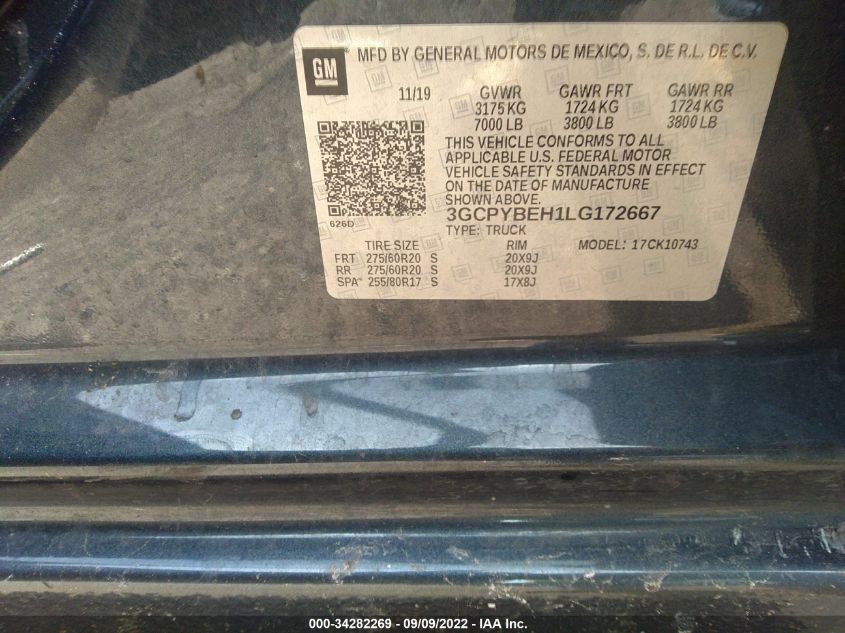 GM
MFD BY GENERAL MOTORS DE MEXICO, S. DE R.L. DE C.V.
11/19 GVWR GAWR FRT GAWR RR
3175 KG 1724 KG 1724 KG
7000 LB 3800 LB 3800 LB
THIS VEHICLE CONFORMS TO ALL
APPLICABLE U.S. FEDERAL MOTOR
VEHICLE SAFETY STANDARDS IN EFFECT
ON THE DATE OF MANUFACTURE
SHOWN ABOVE.
626D
3GCPYBEH1LG172667
TYPE: TRUCK MODEL: 17CK10743
TIRE SIZE RIM
FRT 275/60R20 S 20X9J
RR 275/60R20 S 20X9J
SPA 255/80R17 S 17X8J
000-34282269 - 09/09/2022 - IAA Inc.